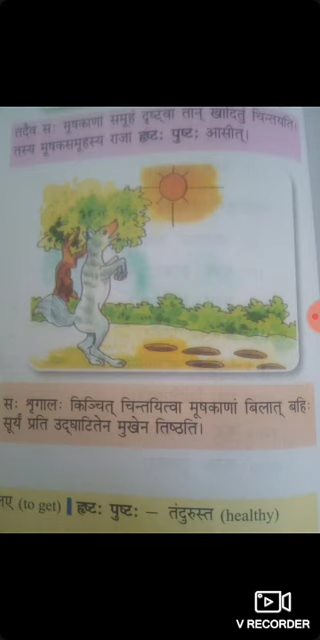 तदैव सः मूषकाणां समूहं दृष्ट्वा तान् खादितुं चिन्तयति।
तस्य मूषकसमूहस्य राजा हृष्टः पुष्टः आसीत्।
सः शृगालः किञ्चित् चिन्तयित्वा मूषकाणां बिलात् बहिः
सूर्यं प्रति उद्घाटितेन मुखेन तिष्ठति।
(to get) हृष्टः पुष्टः – तंदुरुस्त (healthy)
V RECORDER